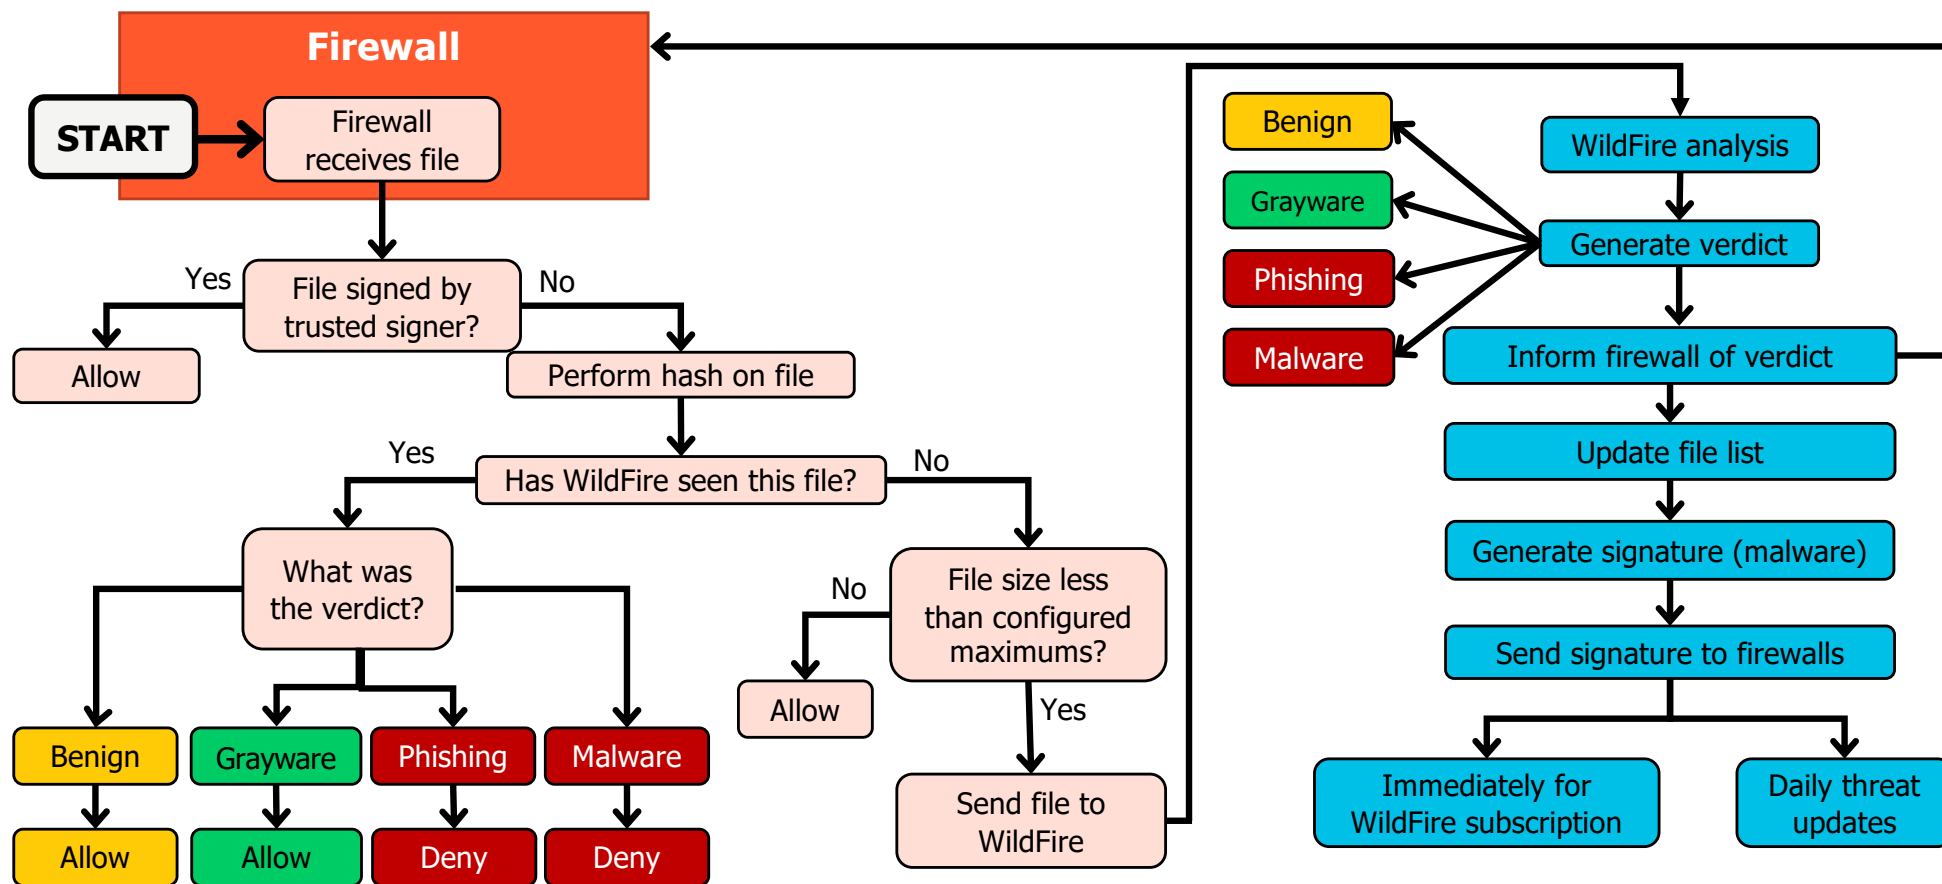 Firewall
START
Firewall
receives file
Yes
No
File signed by
trusted signer?
Allow
Perform hash on file
Yes
No
Has WildFire seen this file?
What was
the verdict?
No
File size less
than configured
maximums?
Allow
Yes
Benign
Grayware
Phishing
Malware
Allow
Allow
Deny
Deny
Send file to
WildFire
Benign
Grayware
Phishing
Malware
WildFire analysis
Generate verdict
Inform firewall of verdict
Update file list
Generate signature (malware)
Send signature to firewalls
Immediately for
WildFire subscription
Daily threat
updates